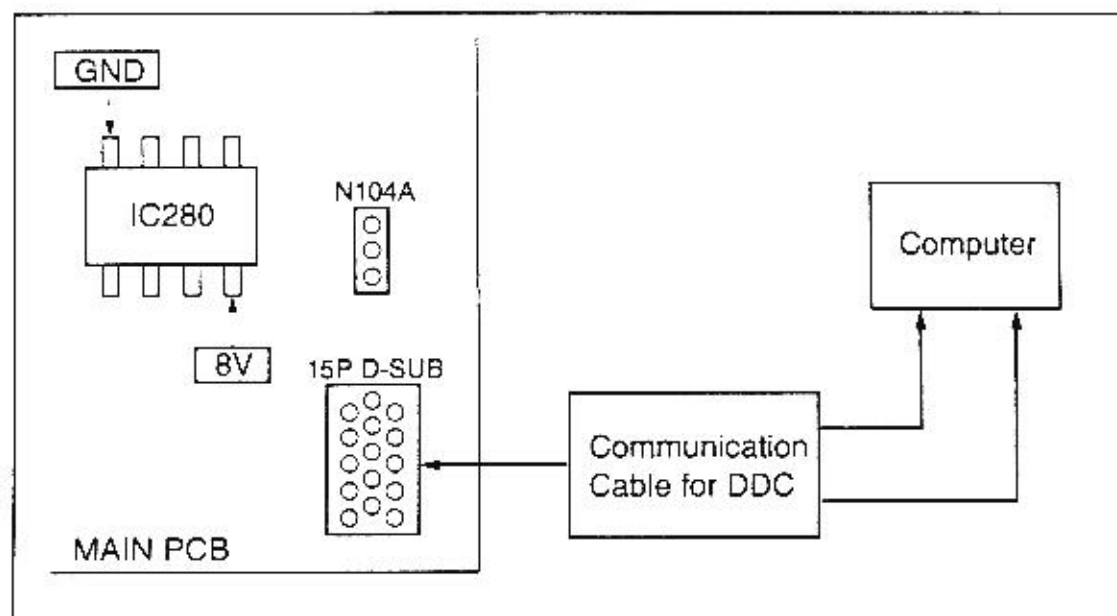 GND
IC280
N104A
8V
15P D-SUB
MAIN PCB
Communication
Cable for DDC
Computer